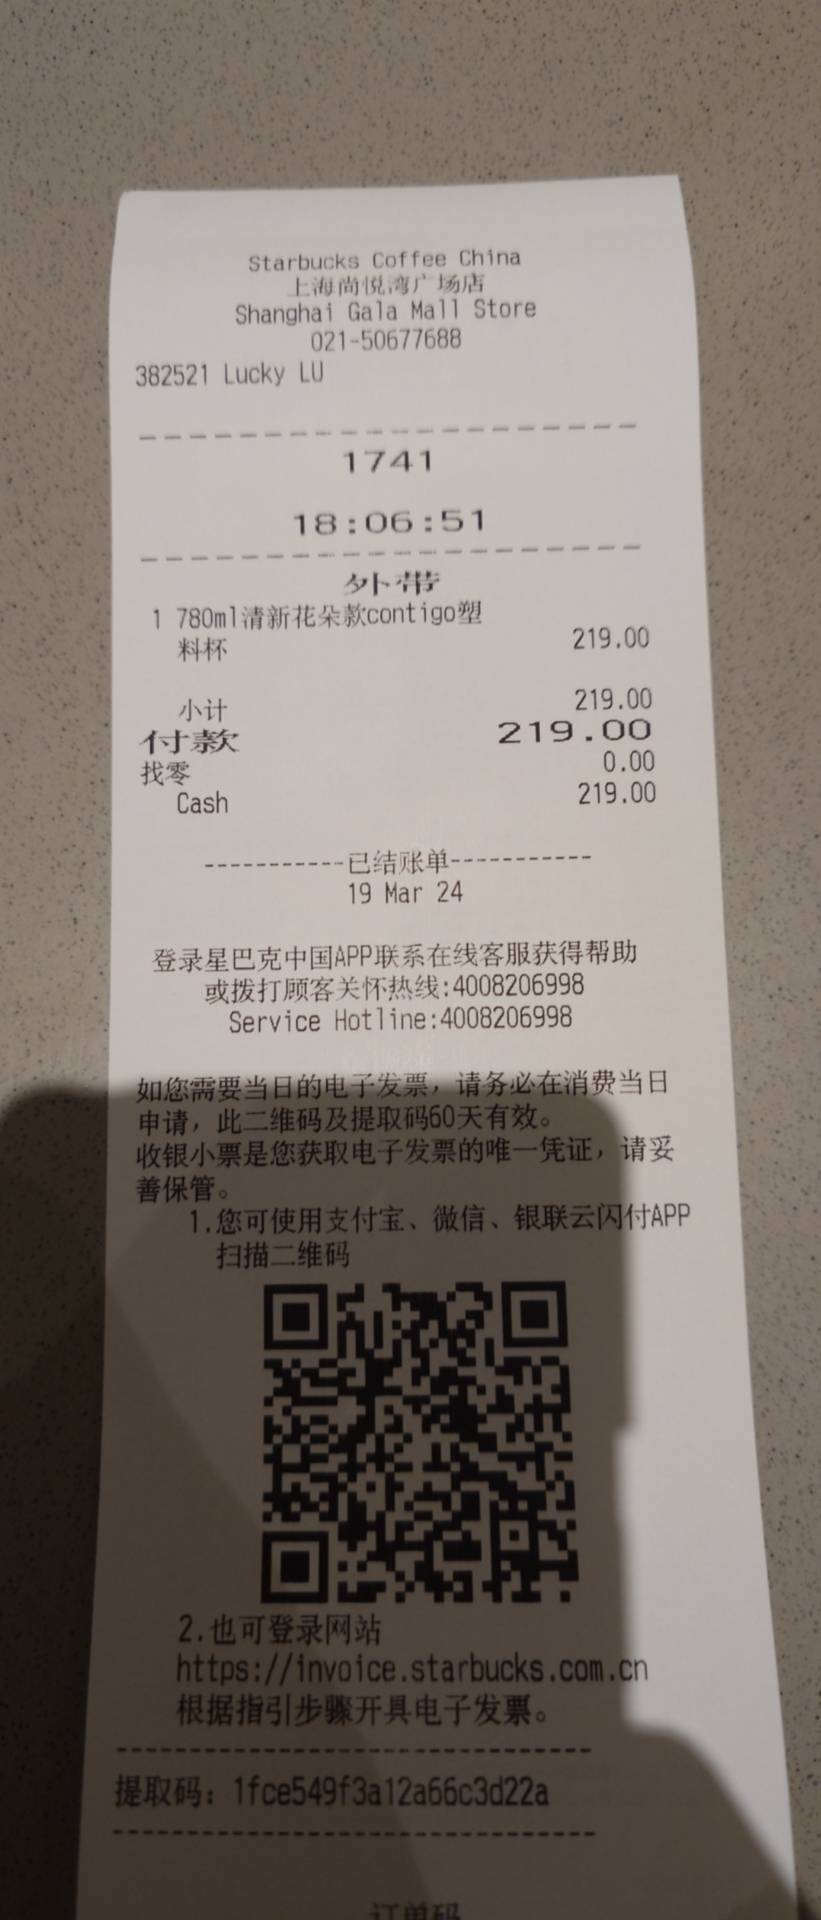 Starbucks Coffee China
上海尚悦湾广场店
Shanghai Gala Mall Store
021-50677688
382521 Lucky LU
1741
18:06:51
外带
1 780ml清新花朵款contigo塑
料杯 219.00
小计 219.00
付款 219.00
找零 0.00
Cash 219.00
-----------已结账单-----------
19 Mar 24
登录星巴克中国APP联系在线客服获得帮助
或拨打顾客关怀热线:4008206998
Service Hotline:4008206998
如您需要当日的电子发票，请务必在消费当日
申请，此二维码及提取码60天有效。
收银小票是您获取电子发票的唯一凭证，请妥
善保管。
1.您可使用支付宝、微信、银联云闪付APP
扫描二维码
2.也可登录网站
https://invoice.starbucks.com.cn
根据指引步骤开具电子发票。
提取码：1fce549f3a12a66c3d22a
订单码